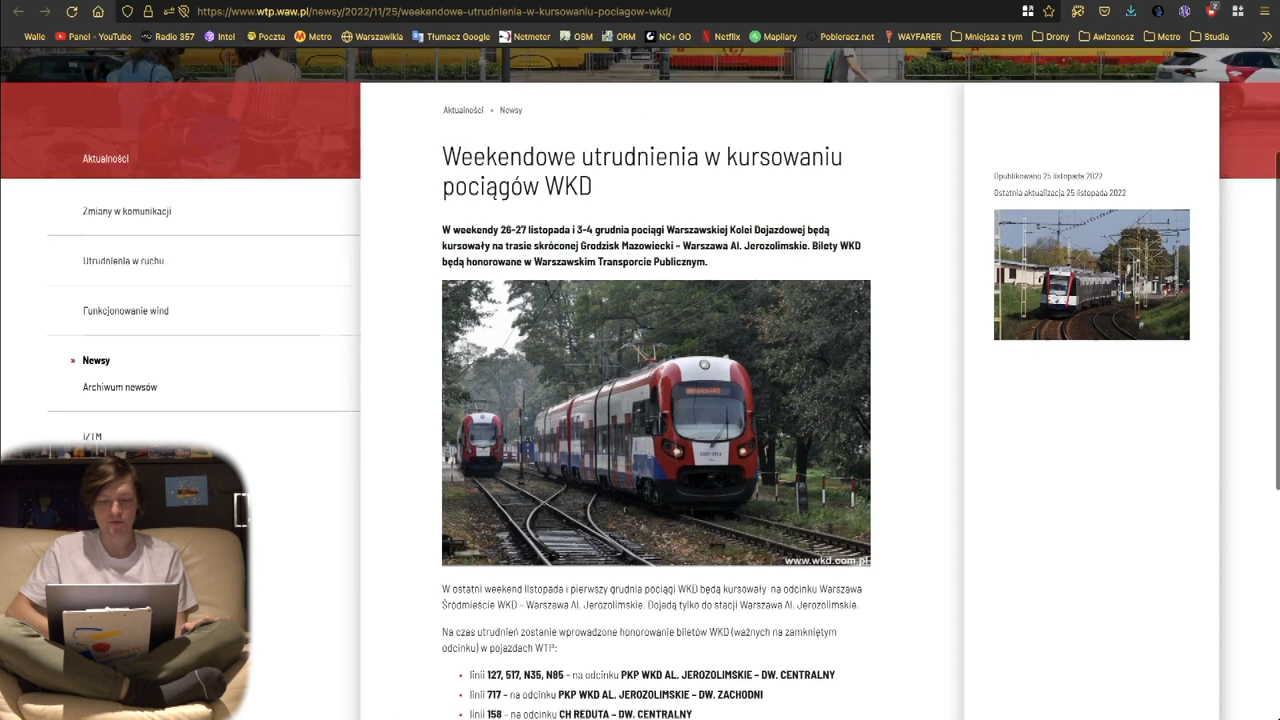 https://www.wtp.waw.pl/newsy/2022/11/25/weekendowe-utrudnienia-w-kursowaniu-pociagow-wkd/
Walle
Panel - YouTube
Radio 357
Intel
Poczta
Metro
Warszawikia
Tłumacz Google
Netmoter
OSM
ORM
NC+ GO
Netflix
Mapilary
Pobieracz.net
WAYFARER
Mniejsza z tym
Drony
Awizonosz
Metro
Studia
Aktualności
Zmiany w komunikacji
Utrudnienia w ruchu
Funkcjonowanie wind
» Newsy
Archiwum newsów
iZTM
Aktualności • Newsy
Weekendowe utrudnienia w kursowaniu
pociągów WKD
W weekendy 26-27 listopada i 3-4 grudnia pociągi Warszawskiej Kolei Dojazdowej będą
kursowały na trasie skróconej Grodzisk Mazowiecki – Warszawa Al. Jerozolimskie. Bilety WKD
będą honorowane w Warszawskim Transporcie Publicznym.
www.wkd.com.pl
W ostatni weekend listopada i pierwszy grudnia pociągi WKD będą kursowały na odcinku Warszawa
Śródmieście WKD – Warszawa Al. Jerozolimskie. Dojadą tylko do stacji Warszawa Al. Jerozolimskie.
Na czas utrudnień zostanie wprowadzone honorowanie biletów WKD (ważnych na zamkniętym
odcinku) w pojazdach WTP:
• linii 127, 517, N35, N85 – na odcinku PKP WKD AL. JEROZOLIMSKIE – DW. CENTRALNY
• linii 717 – na odcinku PKP WKD AL. JEROZOLIMSKIE – DW. ZACHODNI
• linii 158 – na odcinku CH REDUTA – DW. CENTRALNY
Opublikowano 25 listopada 2022
Ostatnia aktualizacja 25 listopada 2022